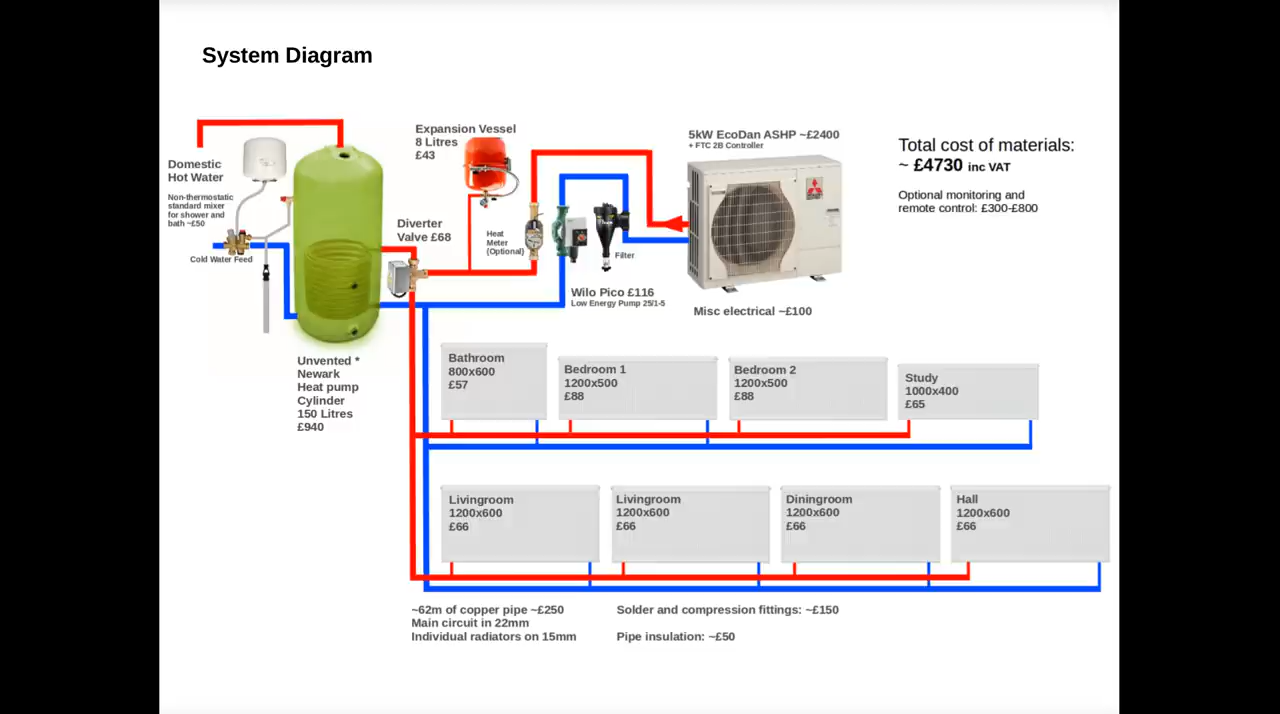 System Diagram
Expansion Vessel
8 Litres
£43
5kW EcoDan ASHP ~£2400
+ FTC 2B Controller
Total cost of materials:
~ £4730 inc VAT
Optional monitoring and
remote control: £300-£800
Domestic
Hot Water
Non-thermostatic
standard mixer
for shower and
bath ~£50
Cold Water Feed
Diverter
Valve £68
Heat
Meter
(Optional)
Filter
Wilo Pico £116
Low Energy Pump 25/1-5
Misc electrical ~£100
Unvented *
Newark
Heat pump
Cylinder
150 Litres
£940
Bathroom
800x600
£57
Bedroom 1
1200x500
£88
Bedroom 2
1200x500
£88
Study
1000x400
£65
Livingroom
1200x600
£66
Livingroom
1200x600
£66
Diningroom
1200x600
£66
Hall
1200x600
£66
~62m of copper pipe ~£250
Main circuit in 22mm
Individual radiators on 15mm
Solder and compression fittings: ~£150
Pipe insulation: ~£50